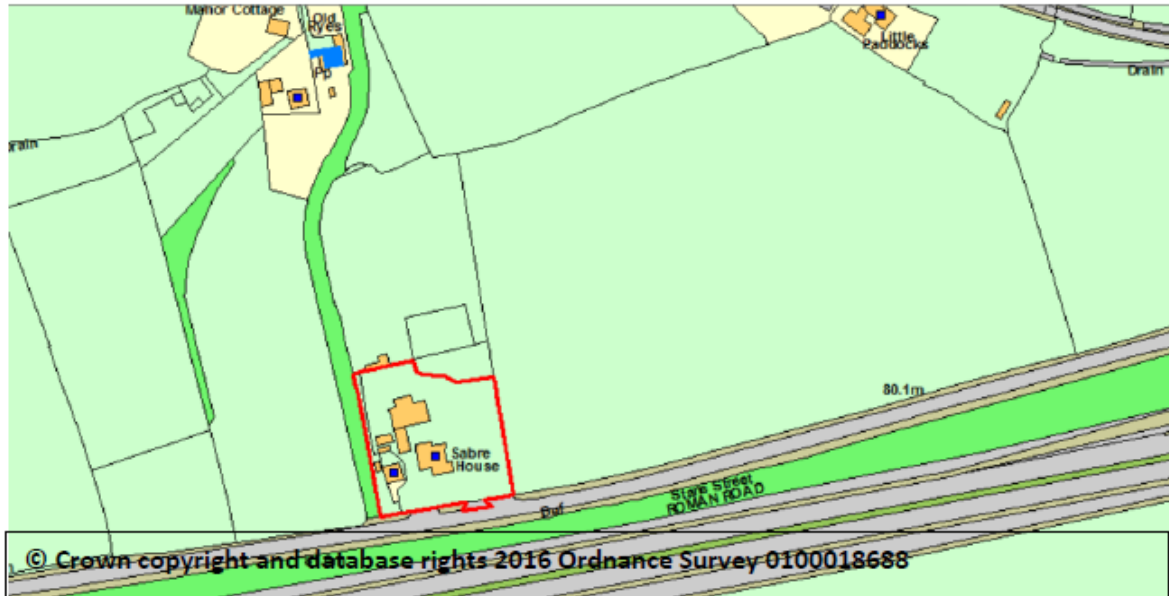 Manor Cottage
Old
Ryes
Pp
Little
Paddocks
Drain
Drain
80.1m
Sabre
House
Def
Stane Street
ROMAN ROAD
© Crown copyright and database rights 2016 Ordnance Survey 0100018688